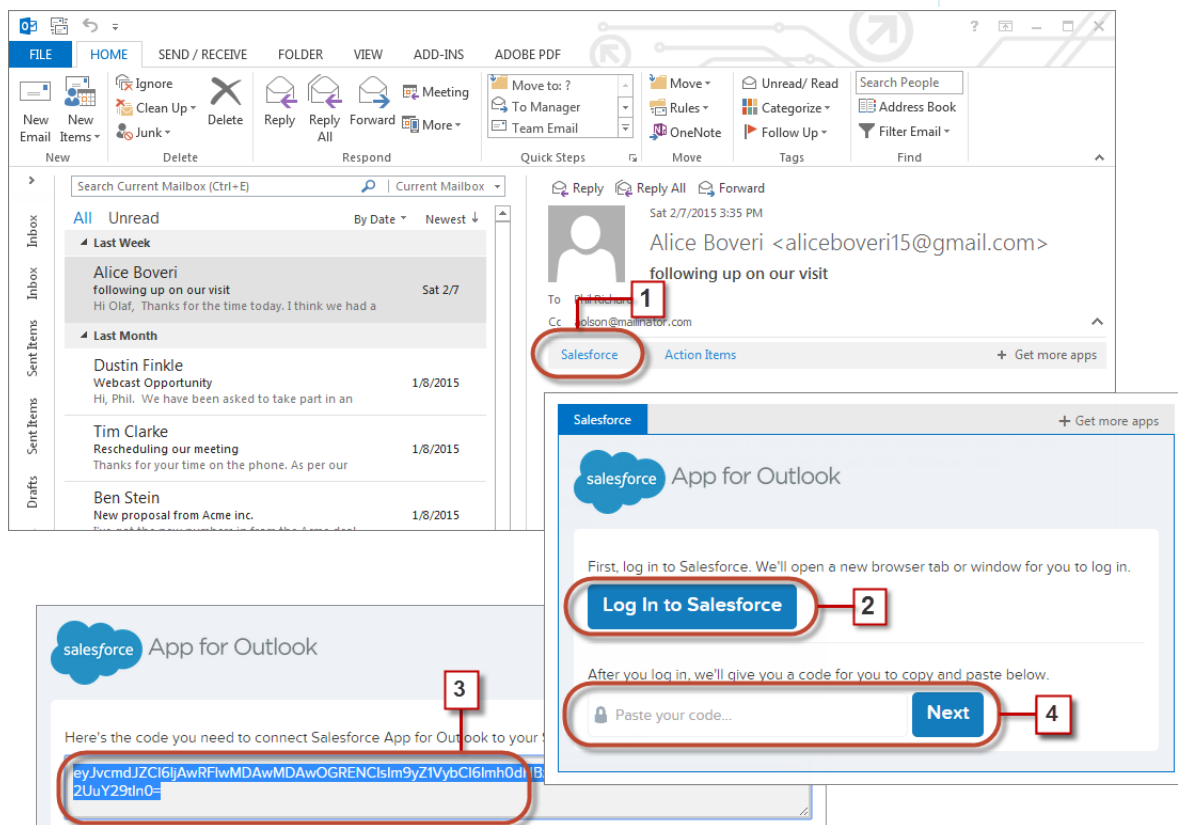 FILE HOME SEND / RECEIVE FOLDER VIEW ADD-INS ADOBE PDF
New Email
New Items
Ignore
Clean Up
Junk
Delete
Reply
Reply All
Forward
Meeting
More
Move to: ?
To Manager
Team Email
Move
Rules
OneNote
Unread/ Read
Categorize
Follow Up
Search People
Address Book
Filter Email
New Delete Respond Quick Steps Move Tags Find
Search Current Mailbox (Ctrl+E) Current Mailbox
All Unread By Date Newest
Inbox
Inbox
Sent Items
Sent Items
Drafts
Last Week
Alice Boveri
following up on our visit Sat 2/7
Hi Olaf, Thanks for the time today. I think we had a
Last Month
Dustin Finkle
Webcast Opportunity 1/8/2015
Hi, Phil. We have been asked to take part in an
Tim Clarke
Rescheduling our meeting 1/8/2015
Thanks for your time on the phone. As per our
Ben Stein
New proposal from Acme inc. 1/8/2015
Reply Reply All Forward
Sat 2/7/2015 3:35 PM
Alice Boveri <aliceboveri15@gmail.com>
following up on our visit
To Phil Richard
1
Cc aolson@mailinator.com
Salesforce Action Items + Get more apps
Salesforce + Get more apps
salesforce App for Outlook
First, log in to Salesforce. We'll open a new browser tab or window for you to log in.
Log In to Salesforce
2
After you log in, we'll give you a code for you to copy and paste below.
Paste your code... Next
4
salesforce App for Outlook
3
Here's the code you need to connect Salesforce App for Outlook to your
2UuY29tIn0=